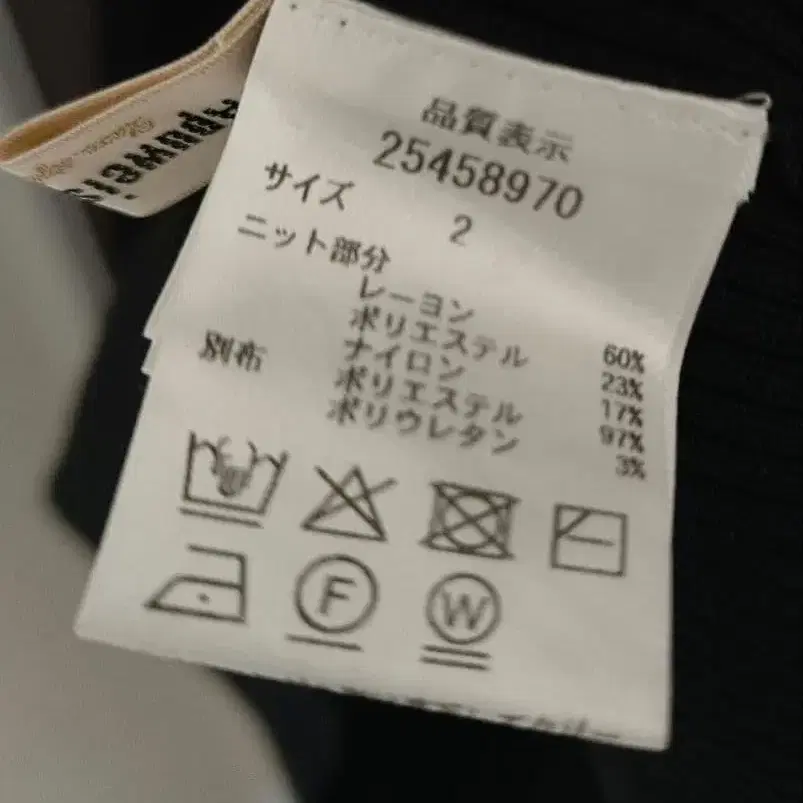 品質表示
25458970
サイズ 2
ニット部分
レーヨン 60%
ポリエステル 23%
ナイロン 17%
別布 ポリエステル 97%
ポリウレタン 3%
F W